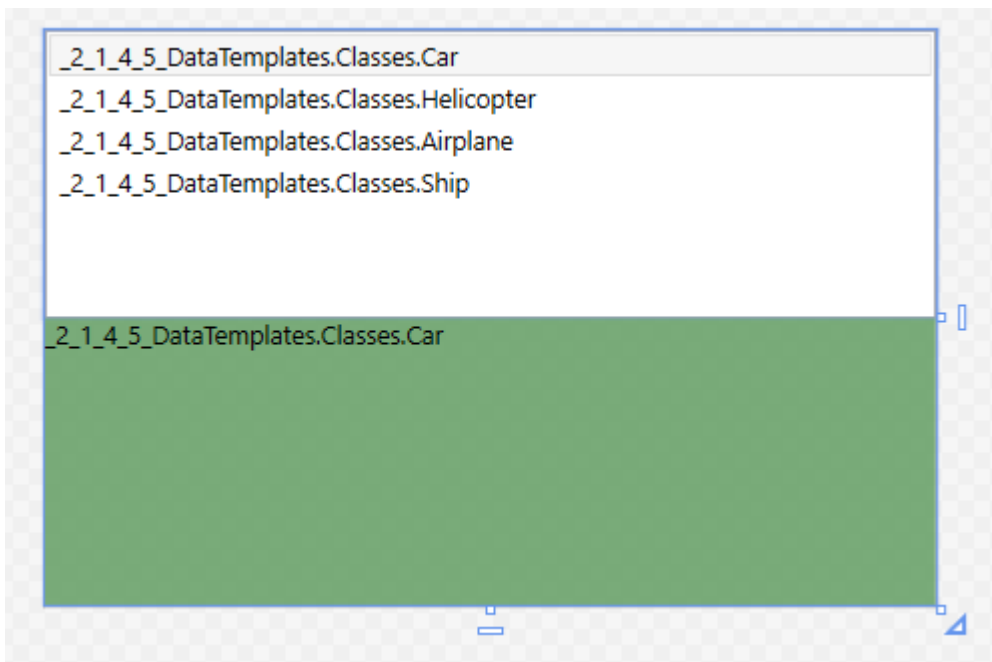 _2_1_4_5_DataTemplates.Classes.Car
_2_1_4_5_DataTemplates.Classes.Helicopter
_2_1_4_5_DataTemplates.Classes.Airplane
_2_1_4_5_DataTemplates.Classes.Ship
_2_1_4_5_DataTemplates.Classes.Car